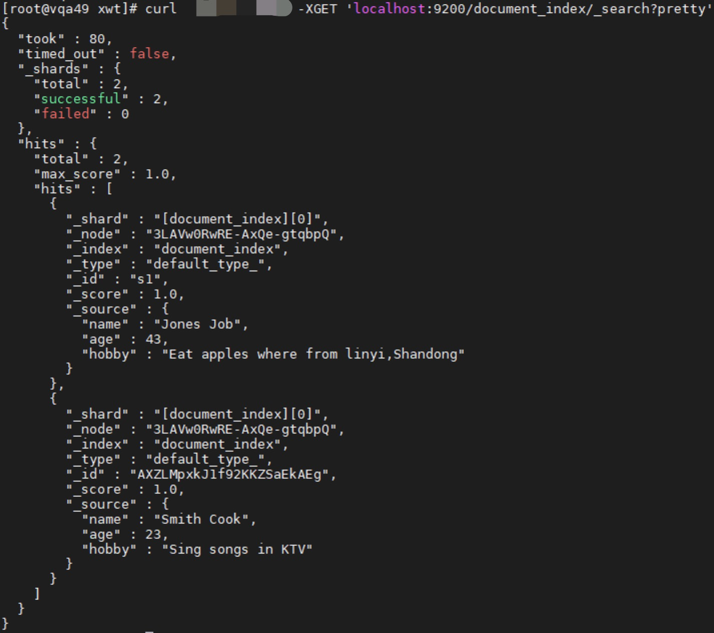 [root@vqa49 xwt]# curl -XGET 'localhost:9200/document_index/_search?pretty'
{
  "took" : 80,
  "timed_out" : false,
  "_shards" : {
    "total" : 2,
    "successful" : 2,
    "failed" : 0
  },
  "hits" : {
    "total" : 2,
    "max_score" : 1.0,
    "hits" : [
      {
        "_shard" : "[document_index][0]",
        "_node" : "3LAVw0RwRE-AxQe-gtqbpQ",
        "_index" : "document_index",
        "_type" : "default_type_",
        "_id" : "s1",
        "_score" : 1.0,
        "_source" : {
          "name" : "Jones Job",
          "age" : 43,
          "hobby" : "Eat apples where from linyi,Shandong"
        }
      },
      {
        "_shard" : "[document_index][0]",
        "_node" : "3LAVw0RwRE-AxQe-gtqbpQ",
        "_index" : "document_index",
        "_type" : "default_type_",
        "_id" : "AXZLMpxkJ1f92KKZSaEkAEg",
        "_score" : 1.0,
        "_source" : {
          "name" : "Smith Cook",
          "age" : 23,
          "hobby" : "Sing songs in KTV"
        }
      }
    ]
  }
}